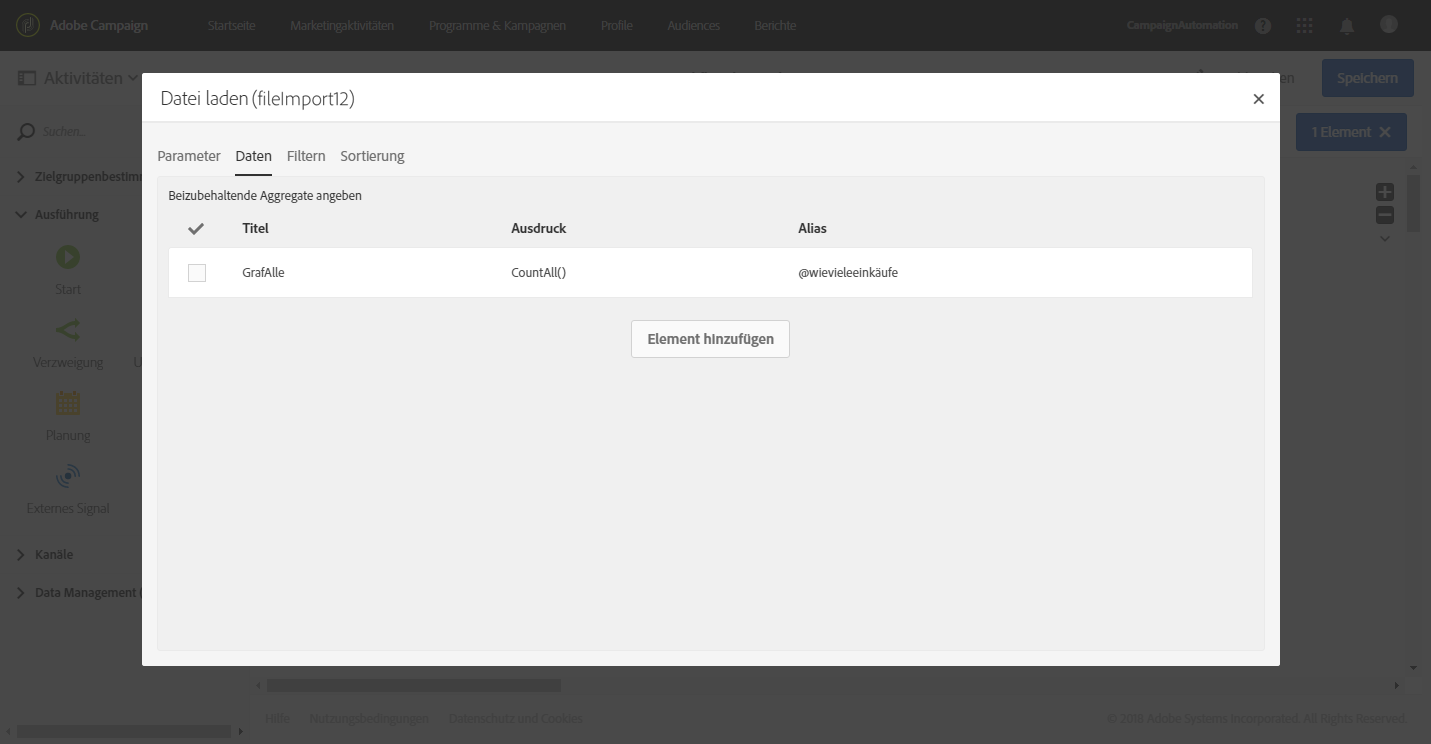 Adobe Campaign Startseite Marketingaktivitäten Programme & Kampagnen Profile Audiences Berichte CampaignAutomation
Aktivitäten Speichern
Datei laden (fileImport12)
Suchen...
1 Element
Parameter Daten Filtern Sortierung
Zielgruppenbestimm
Beizubehaltende Aggregate angeben
Ausführung
Titel Ausdruck Alias
GrafAlle CountAll() @wievieleeinkäufe
Start
Element hinzufügen
Verzweigung U
Planung
Externes Signal
Kanäle
Data Management (
Hilfe Nutzungsbedingungen Datenschutz und Cookies © 2018 Adobe Systems Incorporated. All Rights Reserved.